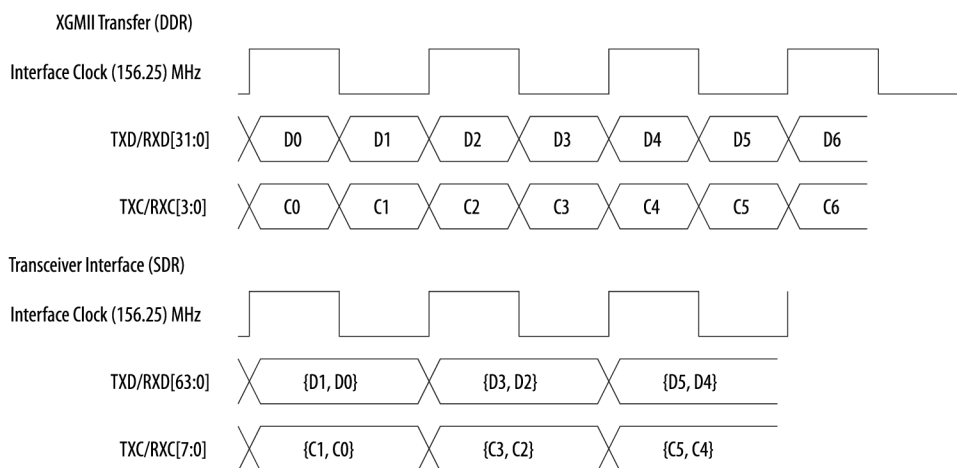 XGMII Transfer (DDR)
Interface Clock (156.25) MHz
TXD/RXD[31:0] D0 D1 D2 D3 D4 D5 D6
TXC/RXC[3:0] C0 C1 C2 C3 C4 C5 C6
Transceiver Interface (SDR)
Interface Clock (156.25) MHz
TXD/RXD[63:0] {D1, D0} {D3, D2} {D5, D4}
TXC/RXC[7:0] {C1, C0} {C3, C2} {C5, C4}